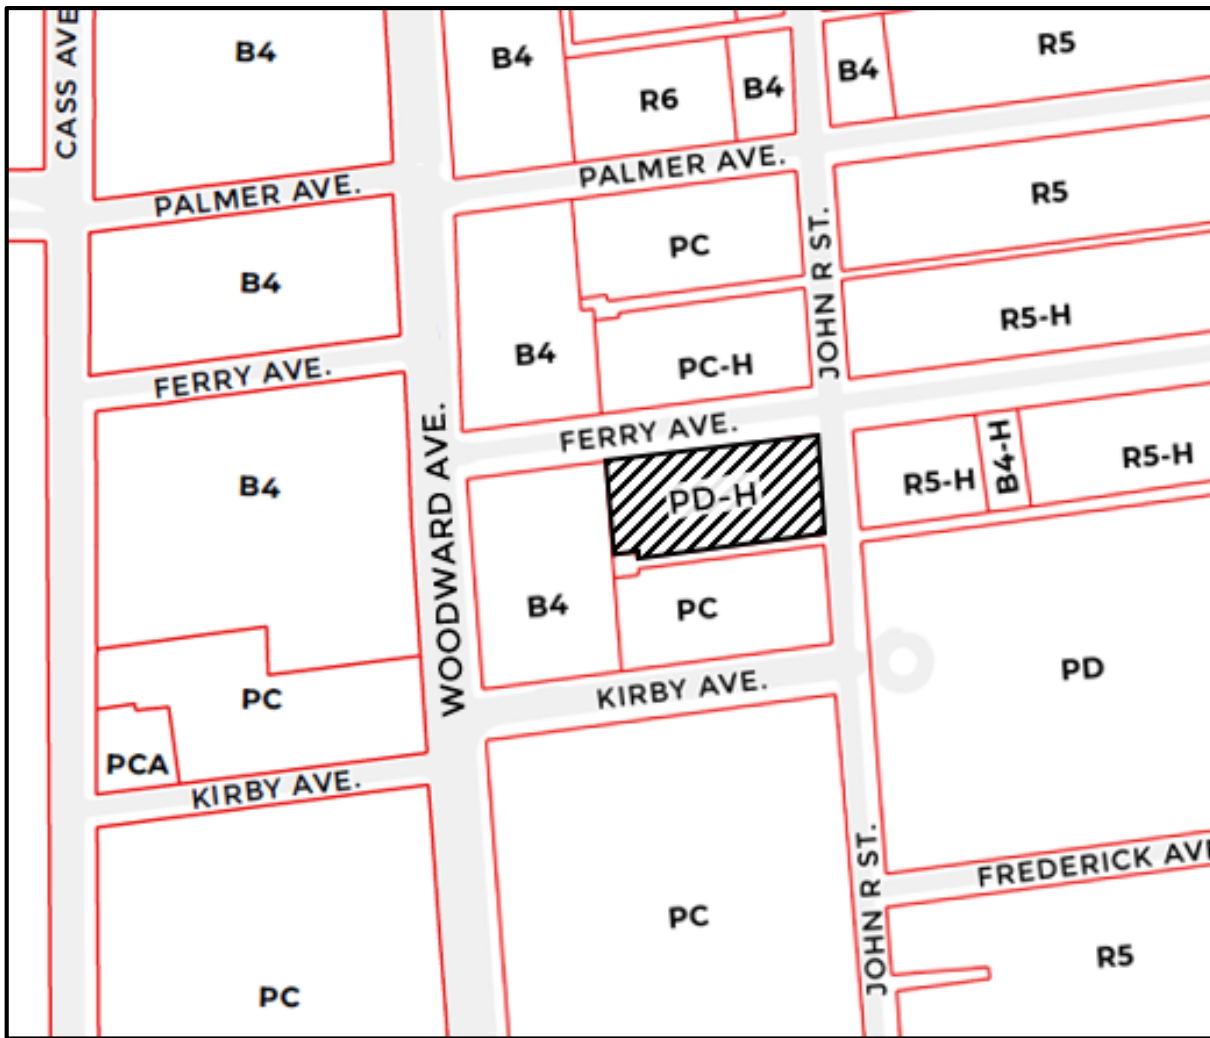 CASS AVE
B4
B4
R6
B4
B4
R5
PALMER AVE.
PALMER AVE.
R5
B4
PC
JOHN R ST.
R5-H
B4
PC-H
FERRY AVE.
FERRY AVE.
WOODWARD AVE.
B4
PD-H
R5-H
B4-H
R5-H
B4
PC
PD
PC
KIRBY AVE.
PCA
KIRBY AVE.
JOHN R ST.
FREDERICK AVE
PC
R5
PC